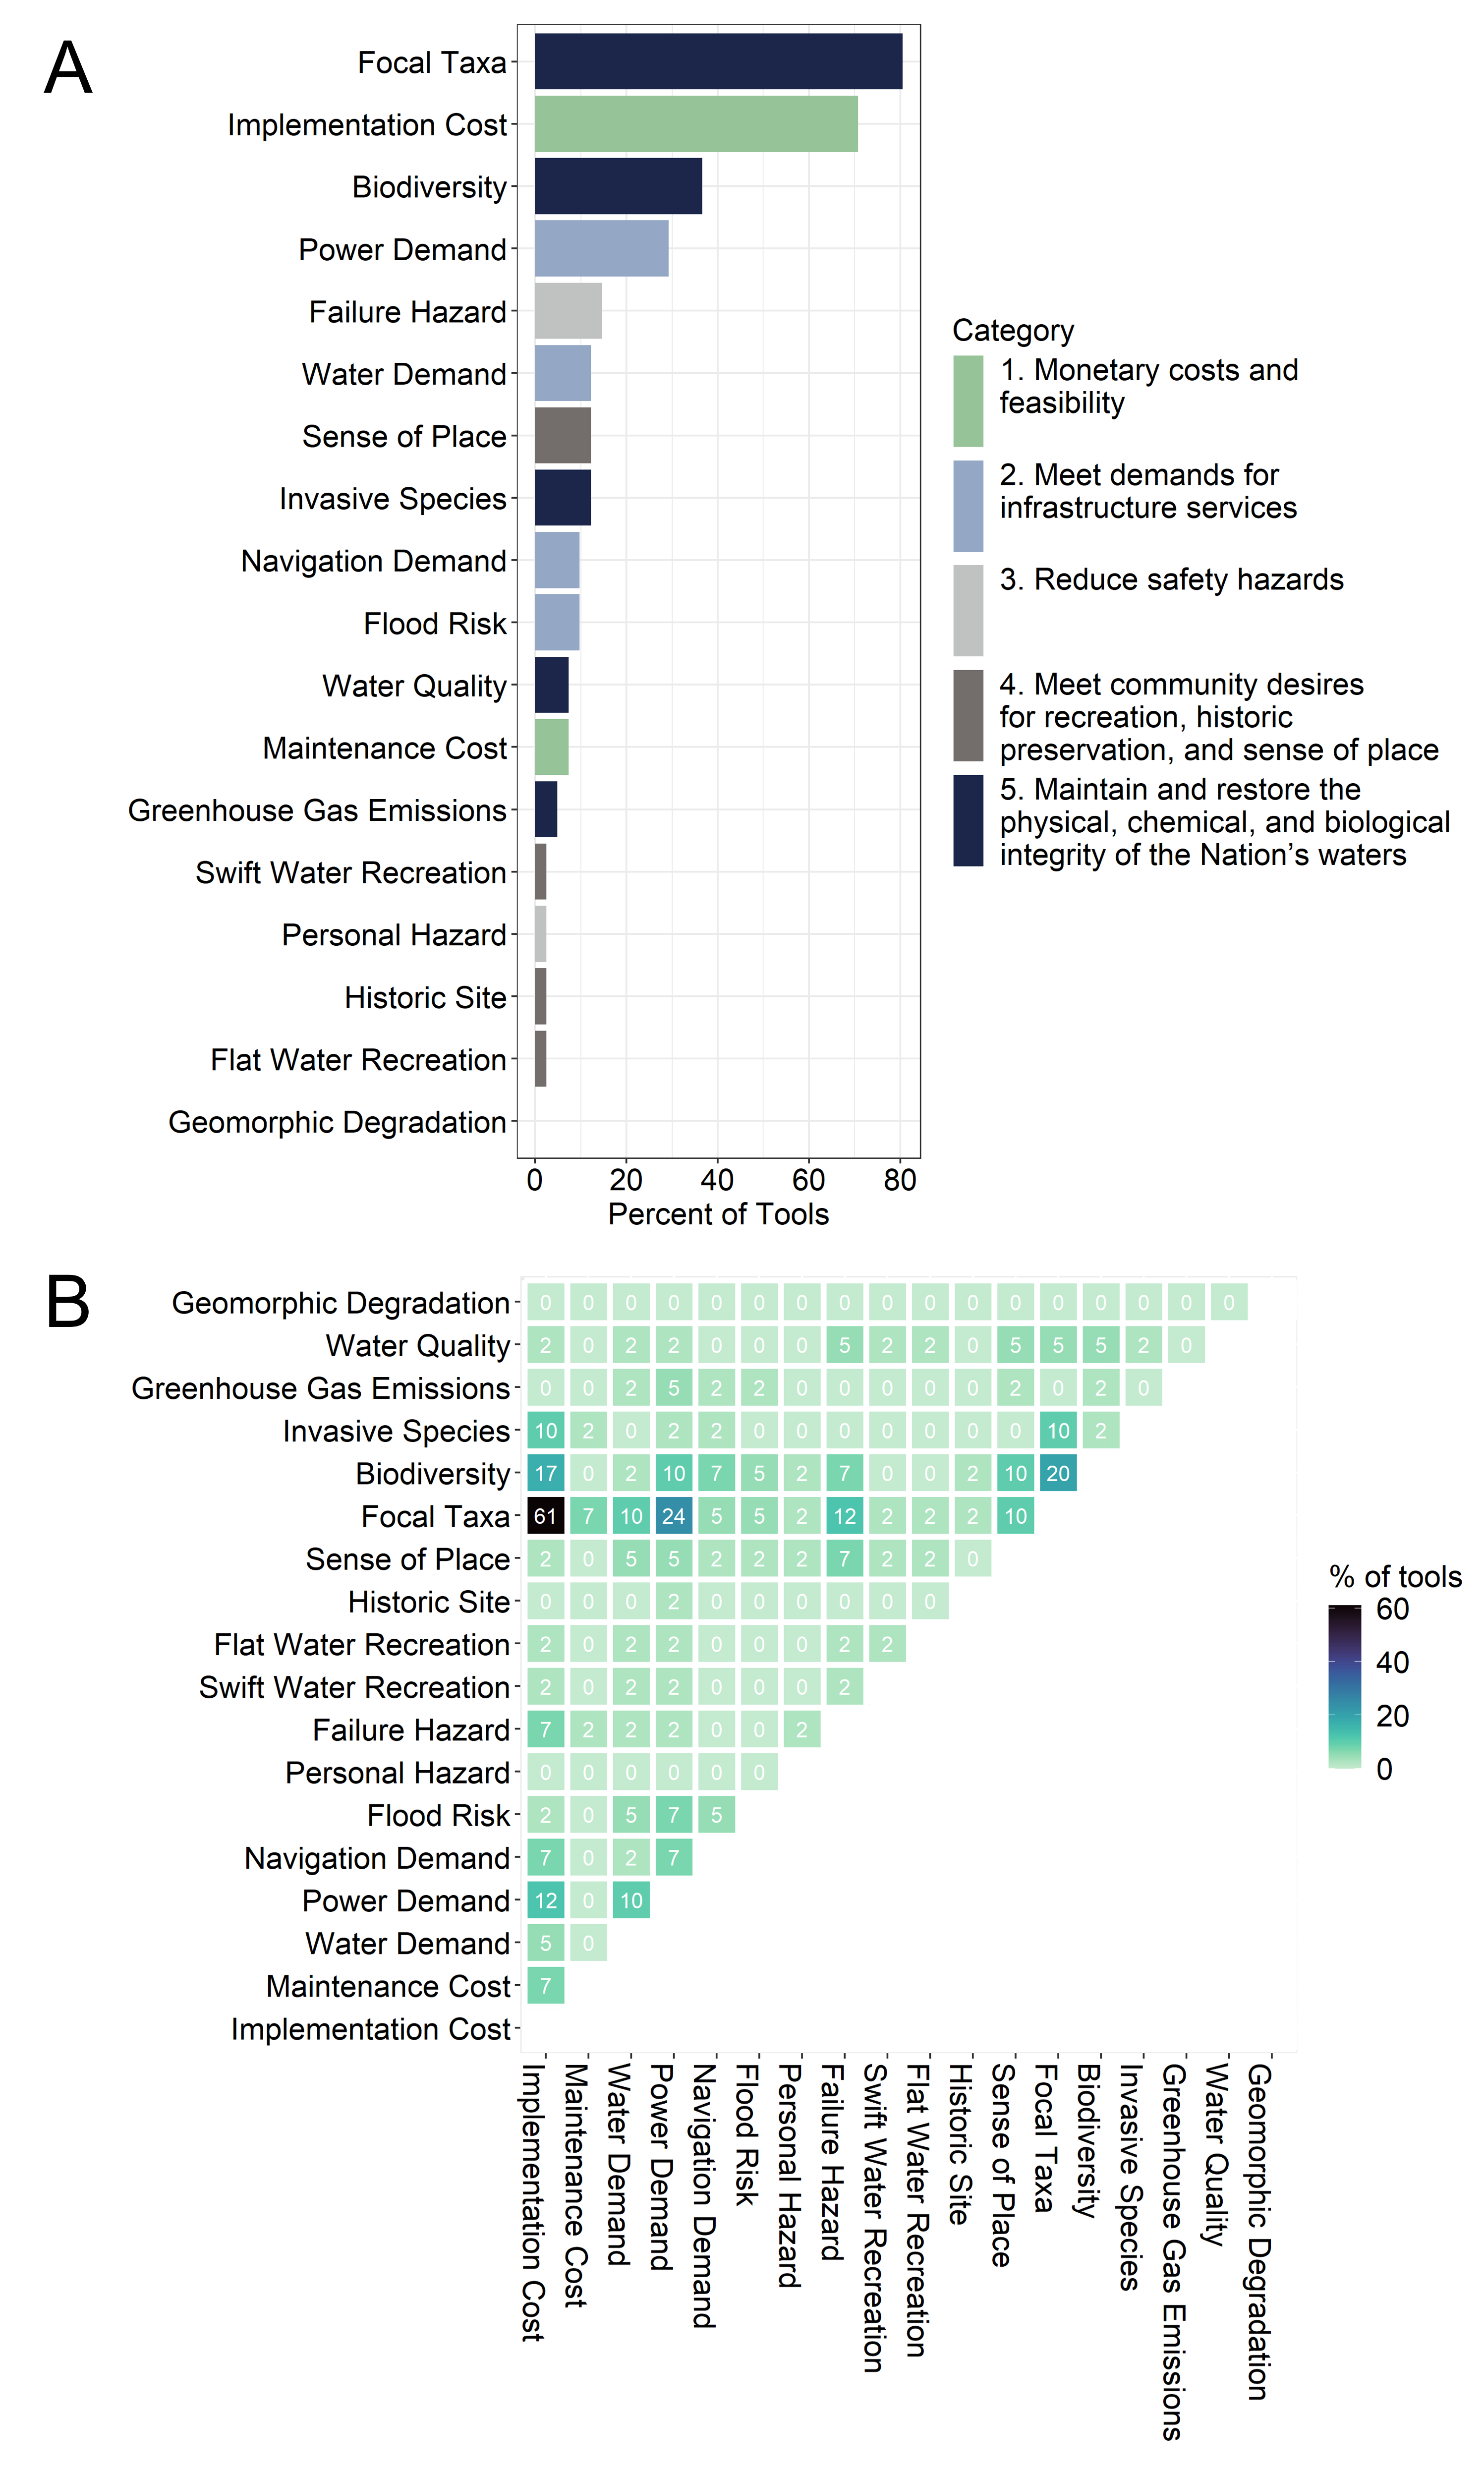 A
Focal Taxa
Implementation Cost
Biodiversity
Power Demand
Failure Hazard
Water Demand
Sense of Place
Invasive Species
Navigation Demand
Flood Risk
Water Quality
Maintenance Cost
Greenhouse Gas Emissions
Swift Water Recreation
Personal Hazard
Historic Site
Flat Water Recreation
Geomorphic Degradation
0 20 40 60 80
Percent of Tools
Category
1. Monetary costs and
feasibility
2. Meet demands for
infrastructure services
3. Reduce safety hazards
4. Meet community desires
for recreation, historic
preservation, and sense of place
5. Maintain and restore the
physical, chemical, and biological
integrity of the Nation’s waters
B
Geomorphic Degradation 0 0 0 0 0 0 0 0 0 0 0 0 0 0 0 0 0
Water Quality 2 0 2 2 0 0 0 5 2 2 0 5 5 5 2 0
Greenhouse Gas Emissions 0 0 2 5 2 2 0 0 0 0 0 2 0 2 0
Invasive Species 10 2 0 2 2 0 0 0 0 0 0 0 10 2
Biodiversity 17 0 2 10 7 5 2 7 0 0 2 10 20
Focal Taxa 61 7 10 24 5 5 2 12 2 2 2 10
Sense of Place 2 0 5 5 2 2 2 7 2 2 0
Historic Site 0 0 0 2 0 0 0 0 0 0
Flat Water Recreation 2 0 2 2 0 0 0 2 2
Swift Water Recreation 2 0 2 2 0 0 0 2
Failure Hazard 7 2 2 2 0 0 2
Personal Hazard 0 0 0 0 0 0
Flood Risk 2 0 5 7 5
Navigation Demand 7 0 2 7
Power Demand 12 0 10
Water Demand 5 0
Maintenance Cost 7
Implementation Cost
Implementation Cost
Maintenance Cost
Water Demand
Power Demand
Navigation Demand
Flood Risk
Personal Hazard
Failure Hazard
Swift Water Recreation
Flat Water Recreation
Historic Site
Sense of Place
Focal Taxa
Biodiversity
Invasive Species
Greenhouse Gas Emissions
Water Quality
Geomorphic Degradation
% of tools
60
40
20
0